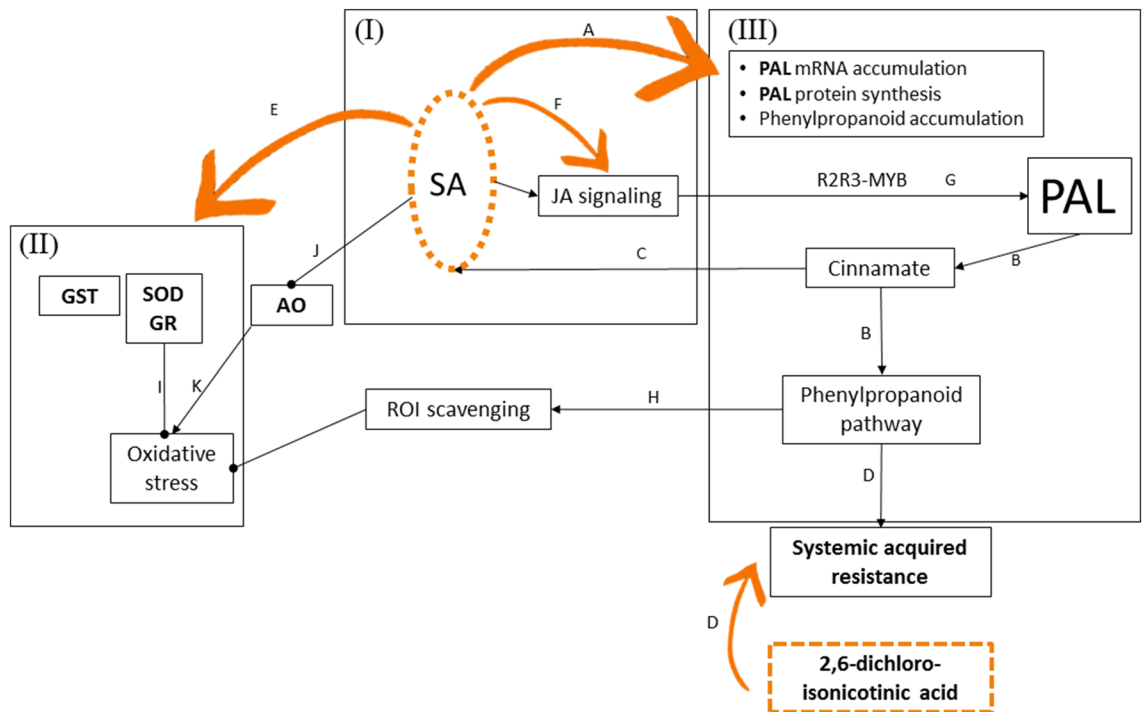 (I)
A
(III)
• PAL mRNA accumulation
• PAL protein synthesis
• Phenylpropanoid accumulation
E
F
SA
JA signaling
R2R3-MYB
G
PAL
(II)
J
C
Cinnamate
B
GST
SOD
GR
AO
B
I
K
ROI scavenging
H
Phenylpropanoid
pathway
Oxidative
stress
D
Systemic acquired
resistance
D
2,6-dichloro-
isonicotinic acid